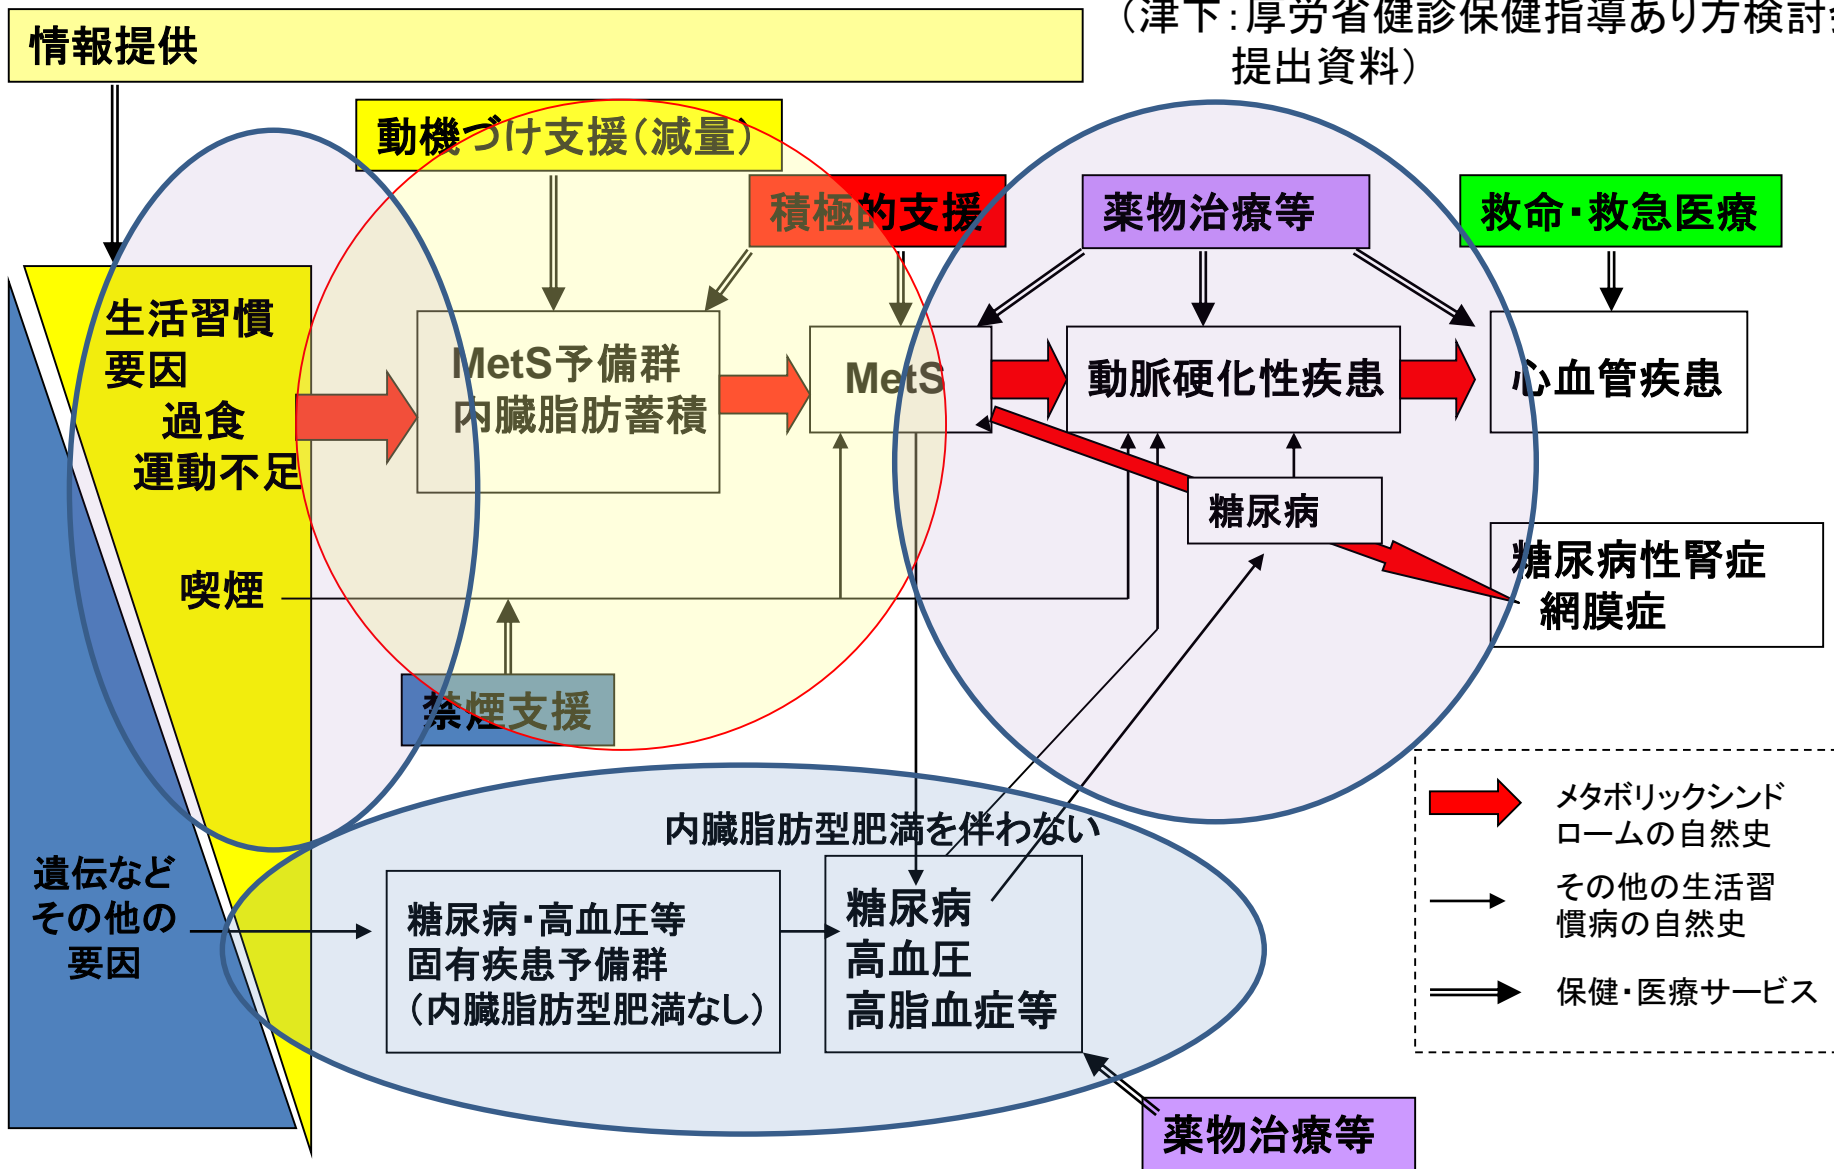 （津下：厚労省健診保健指導あり方検討会
提出資料）
情報提供
動機づけ支援（減量）
積極的支援
薬物治療等
救命・救急医療
生活習慣
要因
過食
運動不足
MetS予備群
内臓脂肪蓄積
MetS
動脈硬化性疾患
心血管疾患
糖尿病
糖尿病性腎症
網膜症
喫煙
禁煙支援
内臓脂肪型肥満を伴わない
遺伝など
その他の
要因
糖尿病・高血圧等
固有疾患予備群
（内臓脂肪型肥満なし）
糖尿病
高血圧
高脂血症等
薬物治療等
メタボリックシンド
ロームの自然史
その他の生活習
慣病の自然史
保健・医療サービス